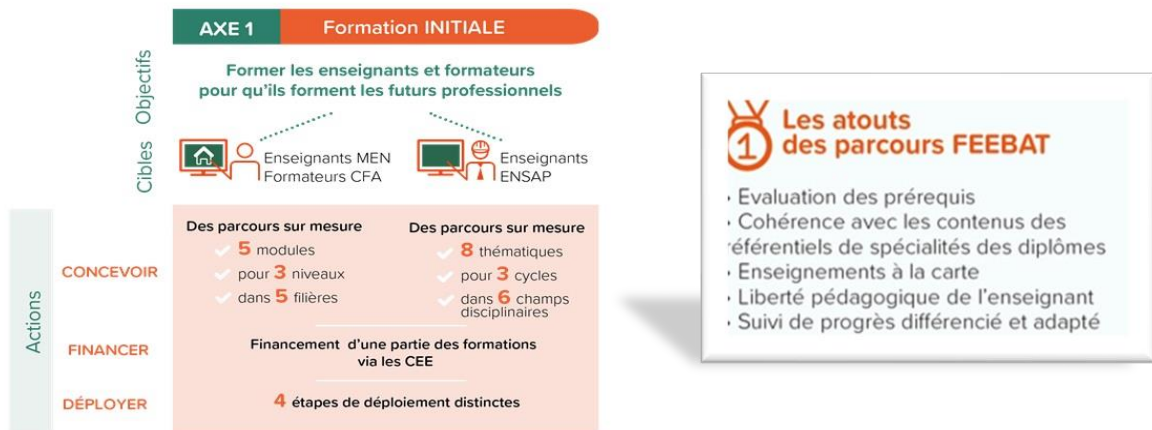 AXE 1 Formation INITIALE
Objectifs
Former les enseignants et formateurs
pour qu'ils forment les futurs professionnels
Cibles
Enseignants MEN
Formateurs CFA
Enseignants
ENSAP
Actions
CONCEVOIR
Des parcours sur mesure
5 modules
pour 3 niveaux
dans 5 filières
Des parcours sur mesure
8 thématiques
pour 3 cycles
dans 6 champs
disciplinaires
FINANCER
Financement d'une partie des formations
via les CEE
DÉPLOYER
4 étapes de déploiement distinctes
1
Les atouts
des parcours FEEBAT
• Evaluation des prérequis
• Cohérence avec les contenus des
référentiels de spécialités des diplômes
• Enseignements à la carte
• Liberté pédagogique de l'enseignant
• Suivi de progrès différencié et adapté